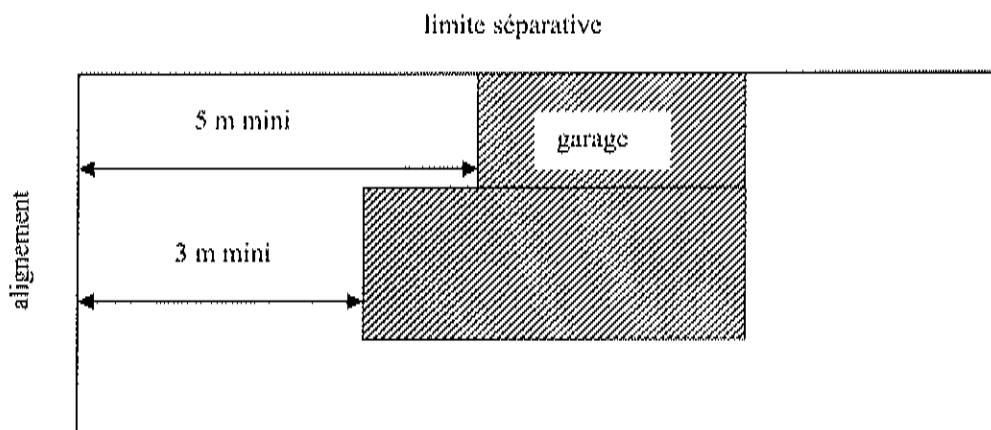 limite séparative
5 m mini
garage
3 m mini
alignement